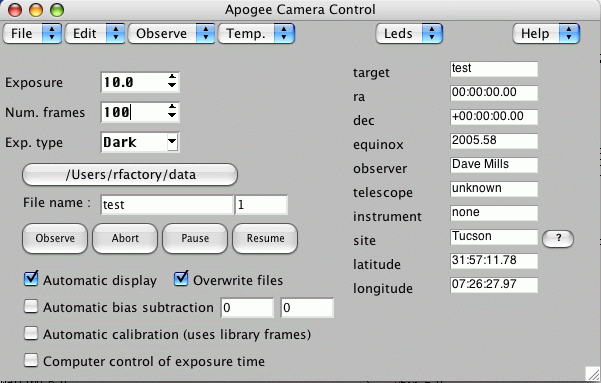 Apogee Camera Control
File Edit Observe Temp. Leds Help
Exposure 10.0
Num. frames 100
Exp. type Dark
/Users/rfactory/data
File name : test 1
Observe Abort Pause Resume
Automatic display Overwrite files
Automatic bias subtraction 0 0
Automatic calibration (uses library frames)
Computer control of exposure time
target test
ra 00:00:00.00
dec +00:00:00.00
equinox 2005.58
observer Dave Mills
telescope unknown
instrument none
site Tucson ?
latitude 31:57:11.78
longitude 07:26:27.97